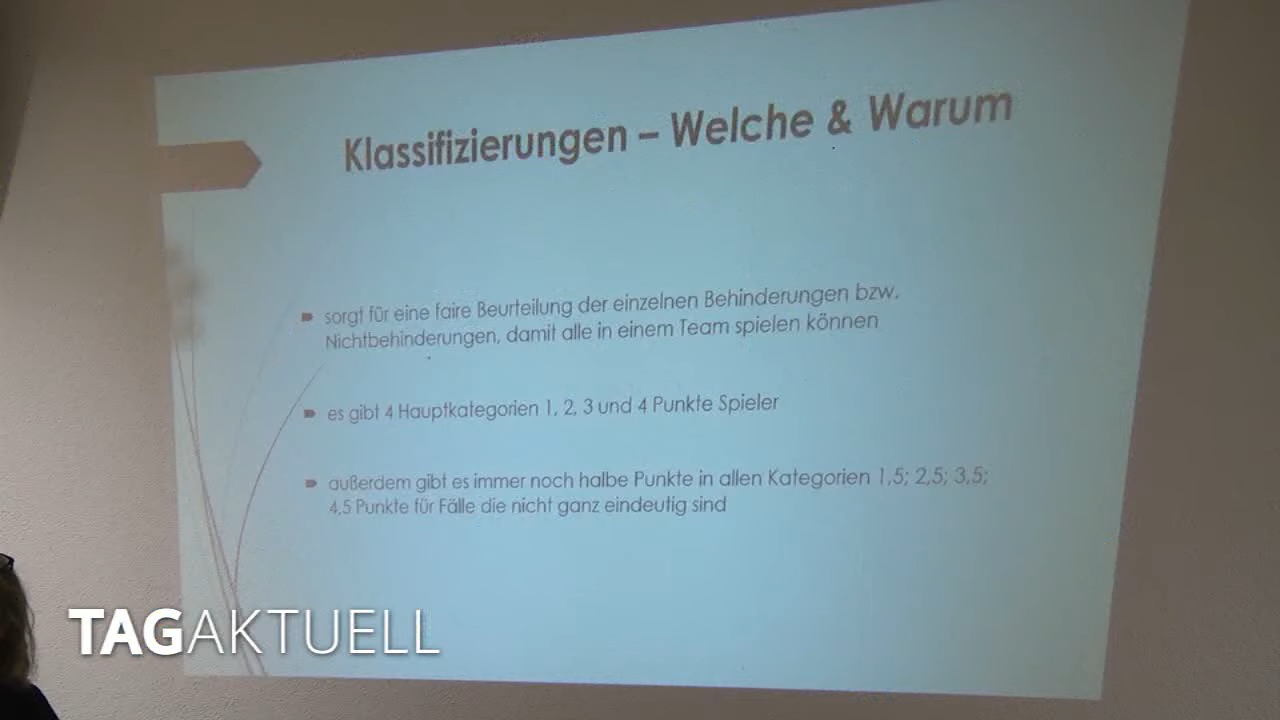 Klassifizierungen – Welche & Warum
sorgt für eine faire Beurteilung der einzelnen Behinderungen bzw.
Nichtbehinderungen, damit alle in einem Team spielen können
es gibt 4 Hauptkategorien 1, 2, 3 und 4 Punkte Spieler
außerdem gibt es immer noch halbe Punkte in allen Kategorien 1,5; 2,5; 3,5;
4,5 Punkte für Fälle die nicht ganz eindeutig sind
TAGAKTUELL